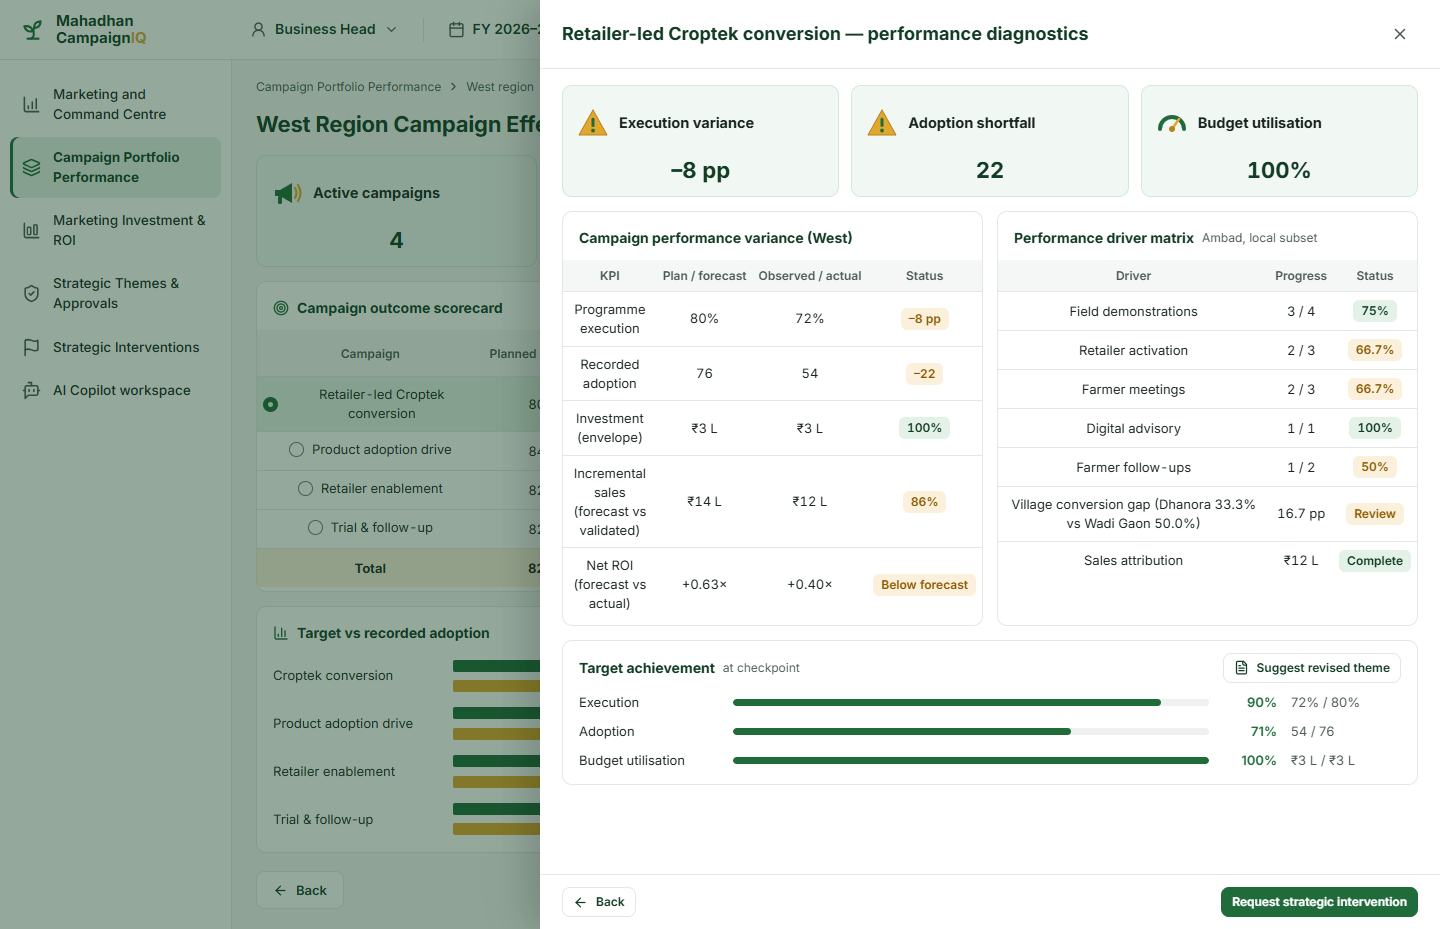 Mahadhan
CampaignIQ
Business Head
FY 2026–2
Marketing and
Command Centre
Campaign Portfolio
Performance
Marketing Investment &
ROI
Strategic Themes &
Approvals
Strategic Interventions
AI Copilot workspace
Campaign Portfolio Performance > West region
West Region Campaign Effe
Active campaigns
4
Campaign outcome scorecard
Campaign Planned
Retailer-led Croptek
conversion
80
Product adoption drive 84
Retailer enablement 82
Trial & follow-up 82
Total 82
Target vs recorded adoption
Croptek conversion
Product adoption drive
Retailer enablement
Trial & follow-up
Back
Retailer-led Croptek conversion — performance diagnostics
Execution variance
−8 pp
Adoption shortfall
22
Budget utilisation
100%
Campaign performance variance (West)
KPI Plan / forecast Observed / actual Status
Programme
execution
80% 72% −8 pp
Recorded
adoption
76 54 −22
Investment
(envelope)
₹3 L ₹3 L 100%
Incremental
sales
(forecast vs
validated)
₹14 L ₹12 L 86%
Net ROI
(forecast vs
actual)
+0.63× +0.40× Below forecast
Performance driver matrix Ambad, local subset
Driver Progress Status
Field demonstrations 3 / 4 75%
Retailer activation 2 / 3 66.7%
Farmer meetings 2 / 3 66.7%
Digital advisory 1 / 1 100%
Farmer follow-ups 1 / 2 50%
Village conversion gap (Dhanora 33.3%
vs Wadi Gaon 50.0%)
16.7 pp Review
Sales attribution ₹12 L Complete
Target achievement at checkpoint
Suggest revised theme
Execution 90% 72% / 80%
Adoption 71% 54 / 76
Budget utilisation 100% ₹3 L / ₹3 L
Back
Request strategic intervention